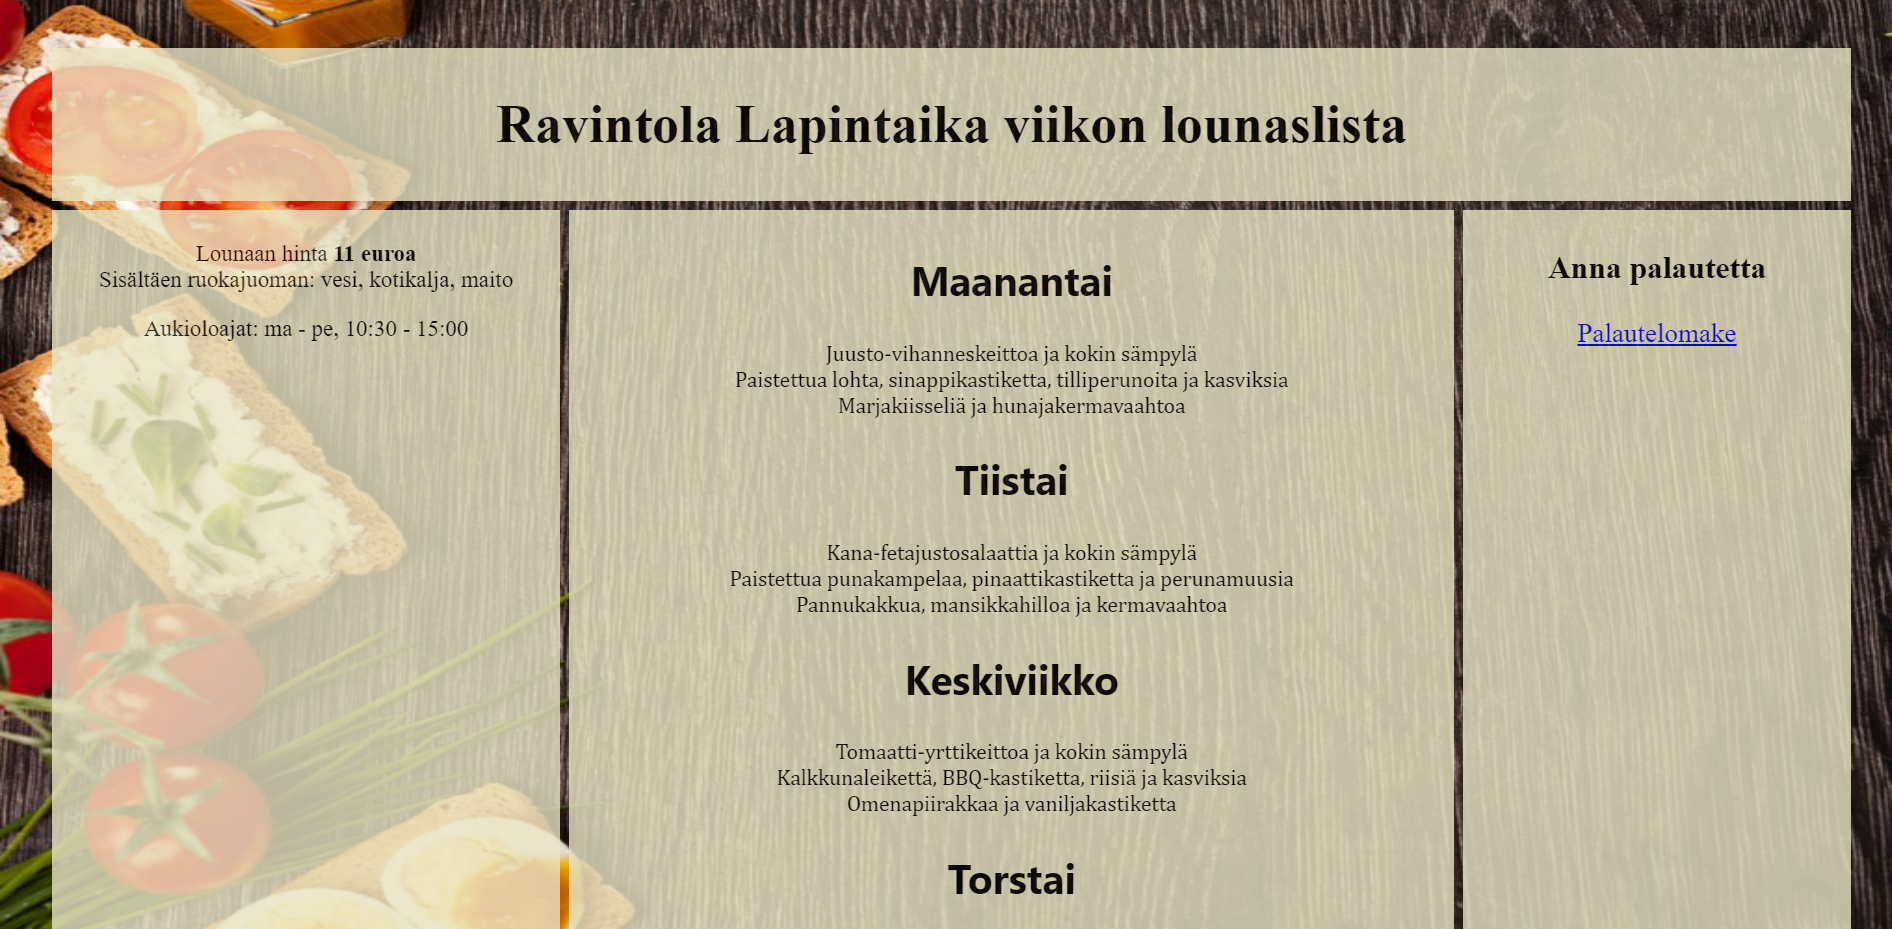 Ravintola Lapintaika viikon lounaslista
Lounaan hinta 11 euroa
Sisältäen ruokajuoman: vesi, kotikalja, maito
Aukioloajat: ma - pe, 10:30 - 15:00
Maanantai
Juusto-vihanneskeittoa ja kokin sämpylä
Paistettua lohta, sinappikastiketta, tilliperunoita ja kasviksia
Marjakiisseliä ja hunajakermavaahtoa
Tiistai
Kana-fetajustosalaattia ja kokin sämpylä
Paistettua punakampelaa, pinaattikastiketta ja perunamuusia
Pannukakkua, mansikkahilloa ja kermavaahtoa
Keskiviikko
Tomaatti-yrttikeittoa ja kokin sämpylä
Kalkkunaleikettä, BBQ-kastiketta, riisiä ja kasviksia
Omenapiirakkaa ja vaniljakastiketta
Torstai
Anna palautetta
Palautelomake